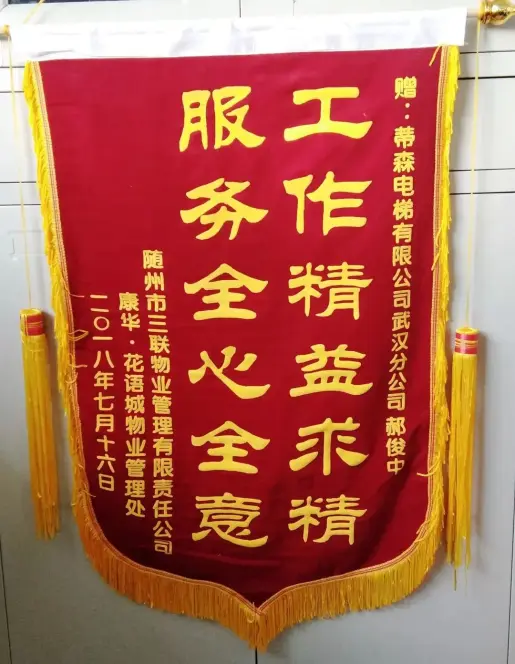 赠：蒂森电梯有限公司武汉分公司 郝俊中
工作精益求精
服务全心全意
随州市三联物业管理有限责任公司
康华·花语城物业管理处
二〇一八年七月十六日